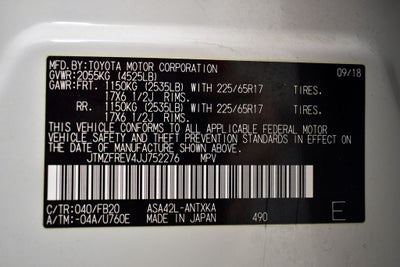 MFD.BY:TOYOTA MOTOR CORPORATION 09/18
GVWR:2055KG (4525LB)
GAWR:FRT. 1150KG (2535LB) WITH 225/65R17 TIRES.
17X6 1/2J RIMS.
RR. 1150KG (2535LB) WITH 225/65R17 TIRES.
17X6 1/2J RIMS.
THIS VEHICLE CONFORMS TO ALL APPLICABLE FEDERAL MOTOR
VEHICLE SAFETY AND THEFT PREVENTION STANDARDS IN EFFECT ON
THE DATE OF MANUFACTURE SHOWN ABOVE.
JTMZFREV4JJ752276 MPV
C/TR:040/FB20 ASA42L-ANTXKA
A/TM:-04A/U760E MADE IN JAPAN 490 E